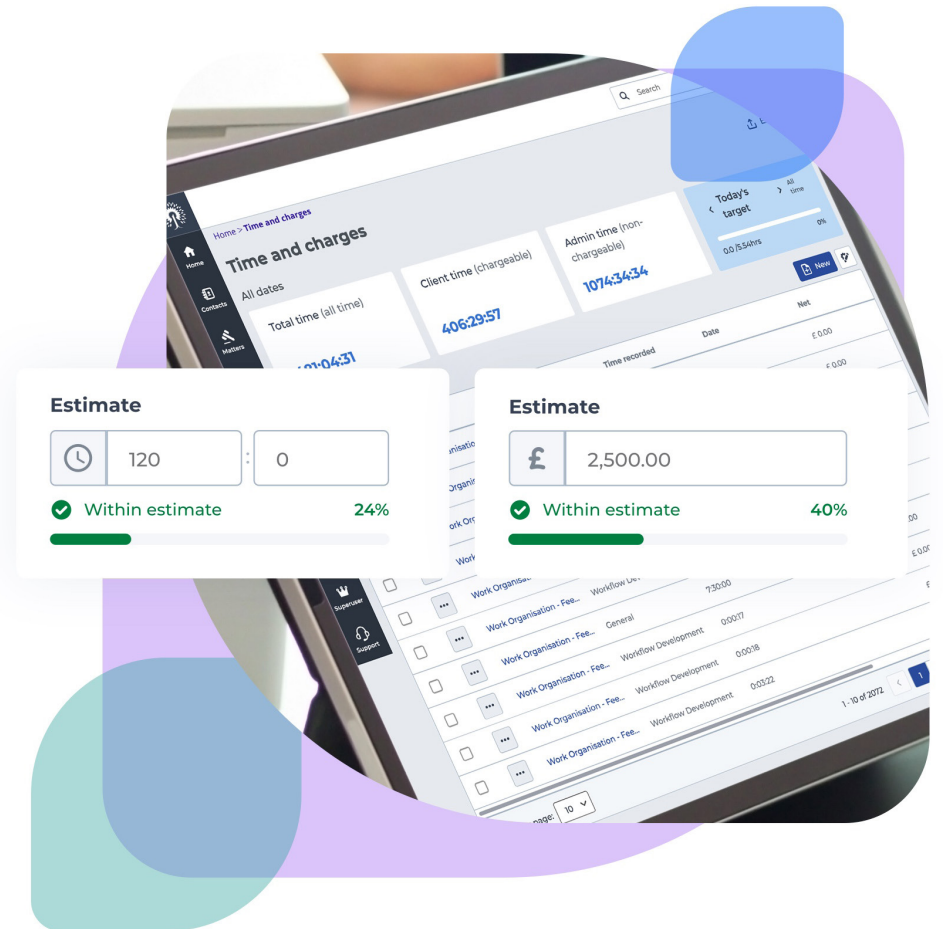 Search
Home > Time and charges
Time and charges
All dates
Total time (all time)
Client time (chargeable)
406:29:57
Admin time (non-
chargeable)
1074:34:34
Today's
target
All
time
0.0 /5.54hrs
0%
New
Home
Contacts
Matters
Time recorded
Date
Net
£ 0.00
£ 0.00
Estimate
120 : 0
Within estimate 24%
Estimate
£ 2,500.00
Within estimate 40%
£ 0.00
Superuser
Support
Work Organisation - Fee...
General
7:30:00
Work Organisation - Fee... Workflow Development 0:00:17
Work Organisation - Fee... Workflow Development 0:00:18
Work Organisation - Fee... Workflow Development 0:03:22
1 - 10 of 2072
1
page: 10